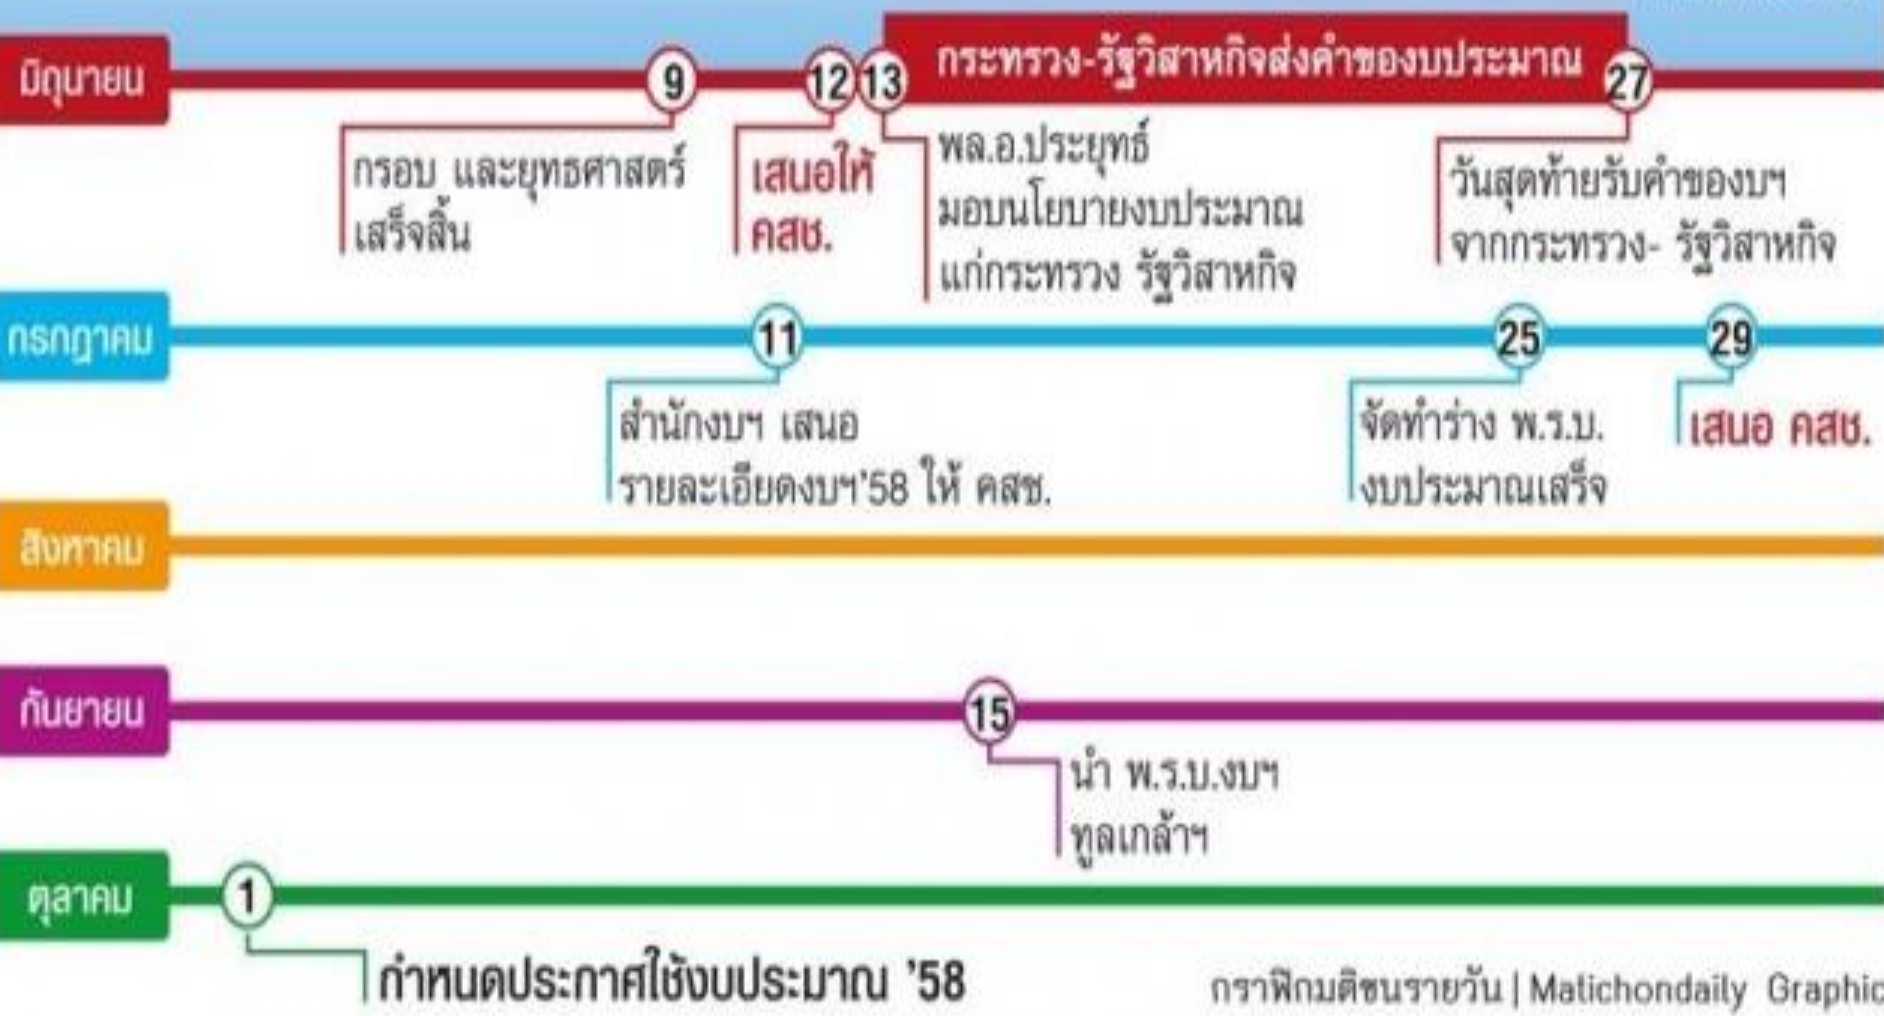 มิถุนายน
9
12
13
กระทรวง-รัฐวิสาหกิจส่งคำของบประมาณ
27
กรอบ และยุทธศาสตร์
เสร็จสิ้น
เสนอให้
คสช.
พล.อ.ประยุทธ์
มอบนโยบายงบประมาณ
แก่กระทรวง รัฐวิสาหกิจ
วันสุดท้ายรับคำของบฯ
จากกระทรวง- รัฐวิสาหกิจ
กรกฎาคม
11
25
29
สำนักงบฯ เสนอ
รายละเอียดงบฯ'58 ให้ คสช.
จัดทำร่าง พ.ร.บ.
งบประมาณเสร็จ
เสนอ คสช.
สิงหาคม
กันยายน
15
นำ พ.ร.บ.งบฯ
ทูลเกล้าฯ
ตุลาคม
1
กำหนดประกาศใช้งบประมาณ '58
กราฟิกมติชนรายวัน | Matichondaily Graphic